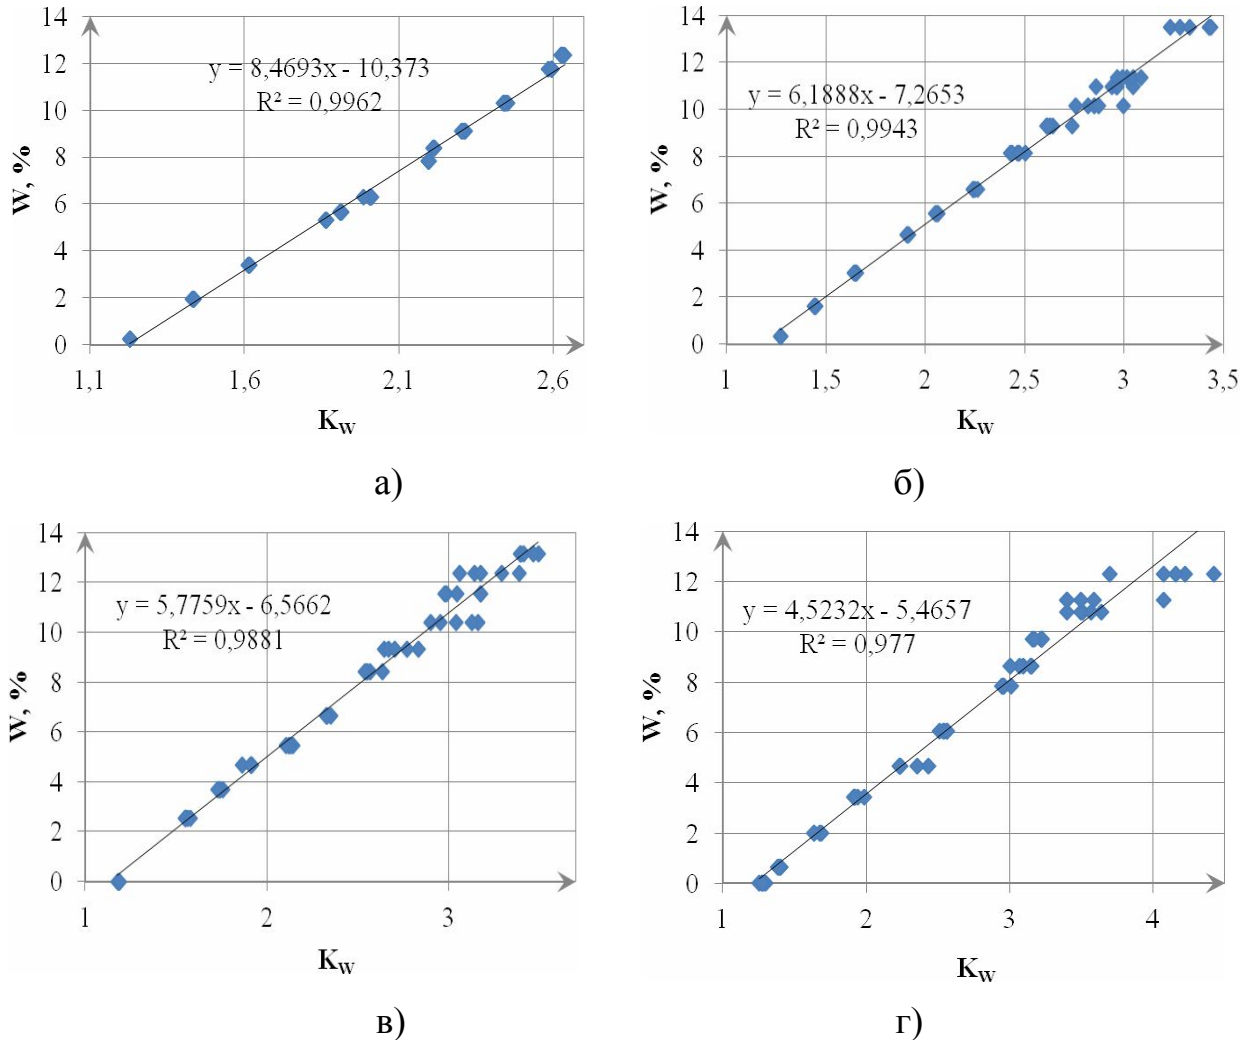 14
12
10
8
6
4
2
0
W, %
y = 8,4693x - 10,373
R² = 0,9962
1,1 1,6 2,1 2,6
K_W
а)
14
12
10
8
6
4
2
0
W, %
y = 6,1888x - 7,2653
R² = 0,9943
1 1,5 2 2,5 3 3,5
K_W
б)
14
12
10
8
6
4
2
0
W, %
y = 5,7759x - 6,5662
R² = 0,9881
1 2 3
K_W
в)
14
12
10
8
6
4
2
0
W, %
y = 4,5232x - 5,4657
R² = 0,977
1 2 3 4
K_W
г)